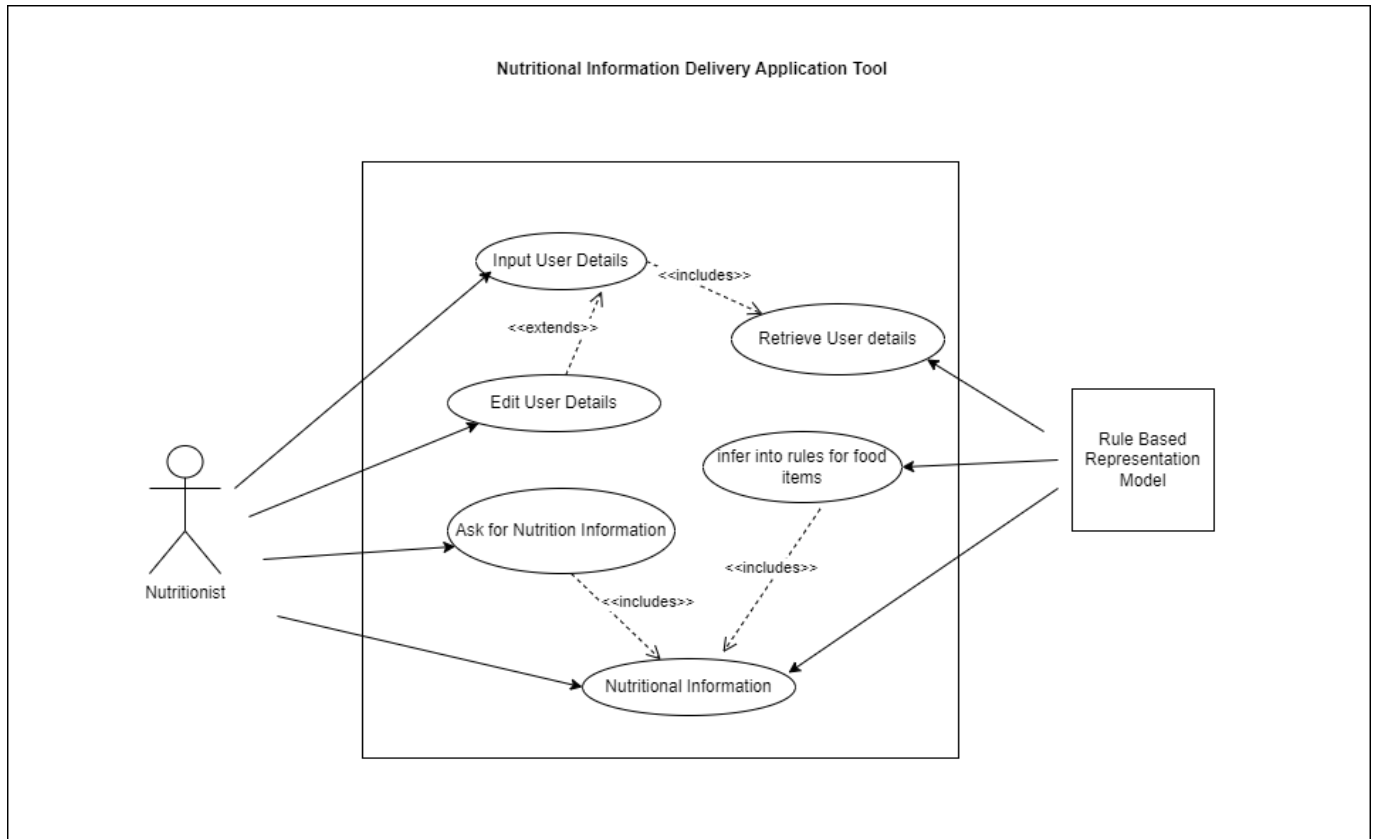 Nutritional Information Delivery Application Tool
Input User Details
<<includes>>
<<extends>>
Retrieve User details
Edit User Details
Rule Based
Representation
Model
infer into rules for food
items
Ask for Nutrition Information
<<includes>>
Nutritionist
<<includes>>
Nutritional Information